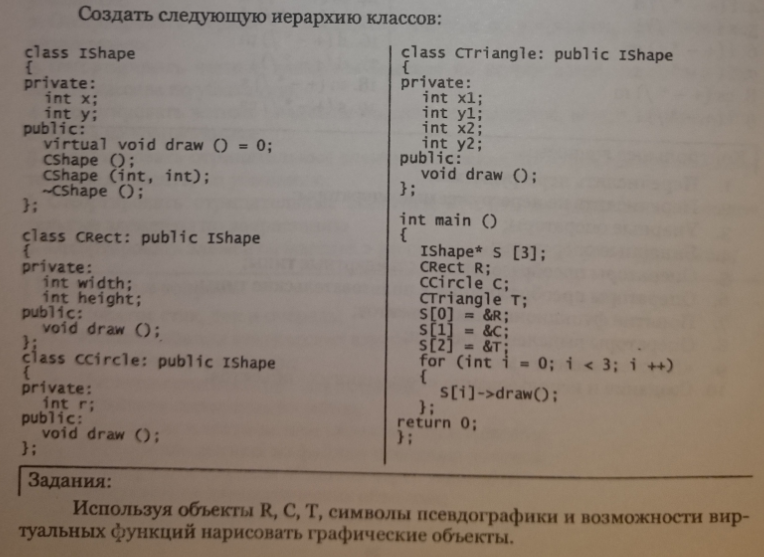 Создать следующую иерархию классов:
class IShape
{
private:
int x;
int y;
public:
virtual void draw () = 0;
CShape ();
CShape (int, int);
~CShape ();
};
class CRect: public IShape
{
private:
int width;
int height;
public:
void draw ();
};
class CCircle: public IShape
{
private:
int r;
public:
void draw ();
};
class CTriangle: public IShape
{
private:
int x1;
int y1;
int x2;
int y2;
public:
void draw ();
};
int main ()
{
IShape* S [3];
CRect R;
CCircle C;
CTriangle T;
S[0] = &R;
S[1] = &C;
S[2] = &T;
for (int i = 0; i < 3; i ++)
{
S[i]->draw();
};
return 0;
};
Задания:
Используя объекты R, C, T, символы псевдографики и возможности вир-
туальных функций нарисовать графические объекты.